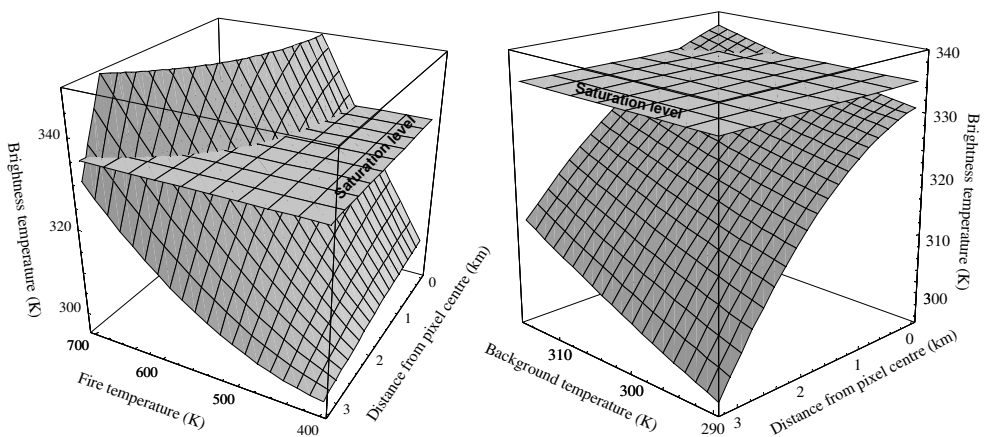 340
320
300
Brightness temperature (K)
Saturation level
700
600
500
400
Fire temperature (K)
0
1
2
3
Distance from pixel centre (km)
Saturation level
340
330
320
310
300
Brightness temperature (K)
310
300
290
Background temperature (K)
0
1
2
3
Distance from pixel centre (km)